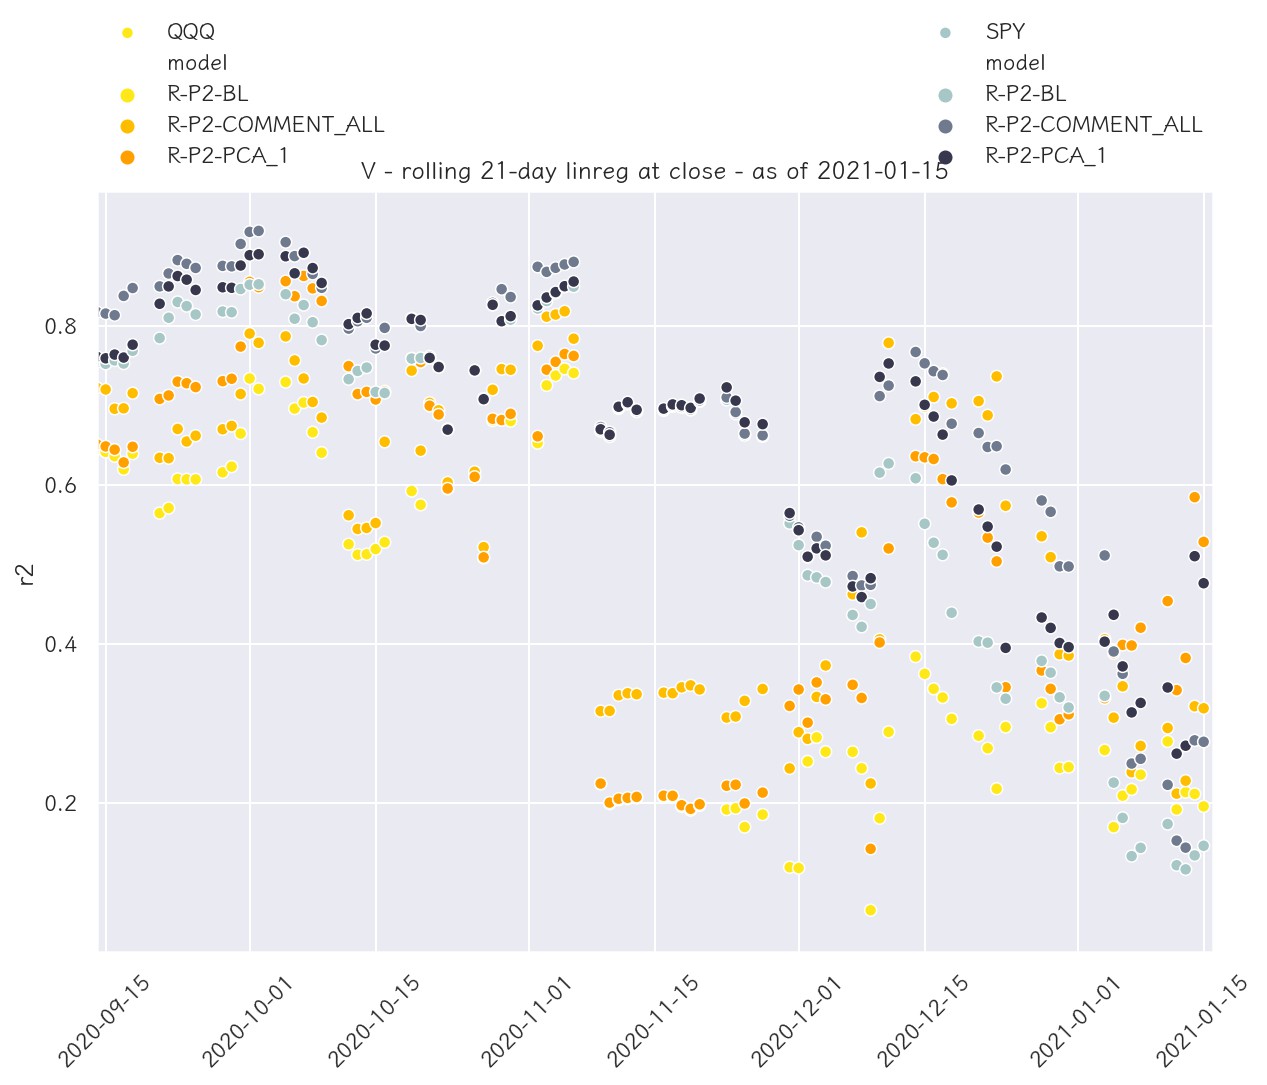 QQQ
model
R-P2-BL
R-P2-COMMENT_ALL
R-P2-PCA_1
SPY
model
R-P2-BL
R-P2-COMMENT_ALL
R-P2-PCA_1
V - rolling 21-day linreg at close - as of 2021-01-15
0.8
0.6
0.4
0.2
r2
2020-09-15
2020-10-01
2020-10-15
2020-11-01
2020-11-15
2020-12-01
2020-12-15
2021-01-01
2021-01-15